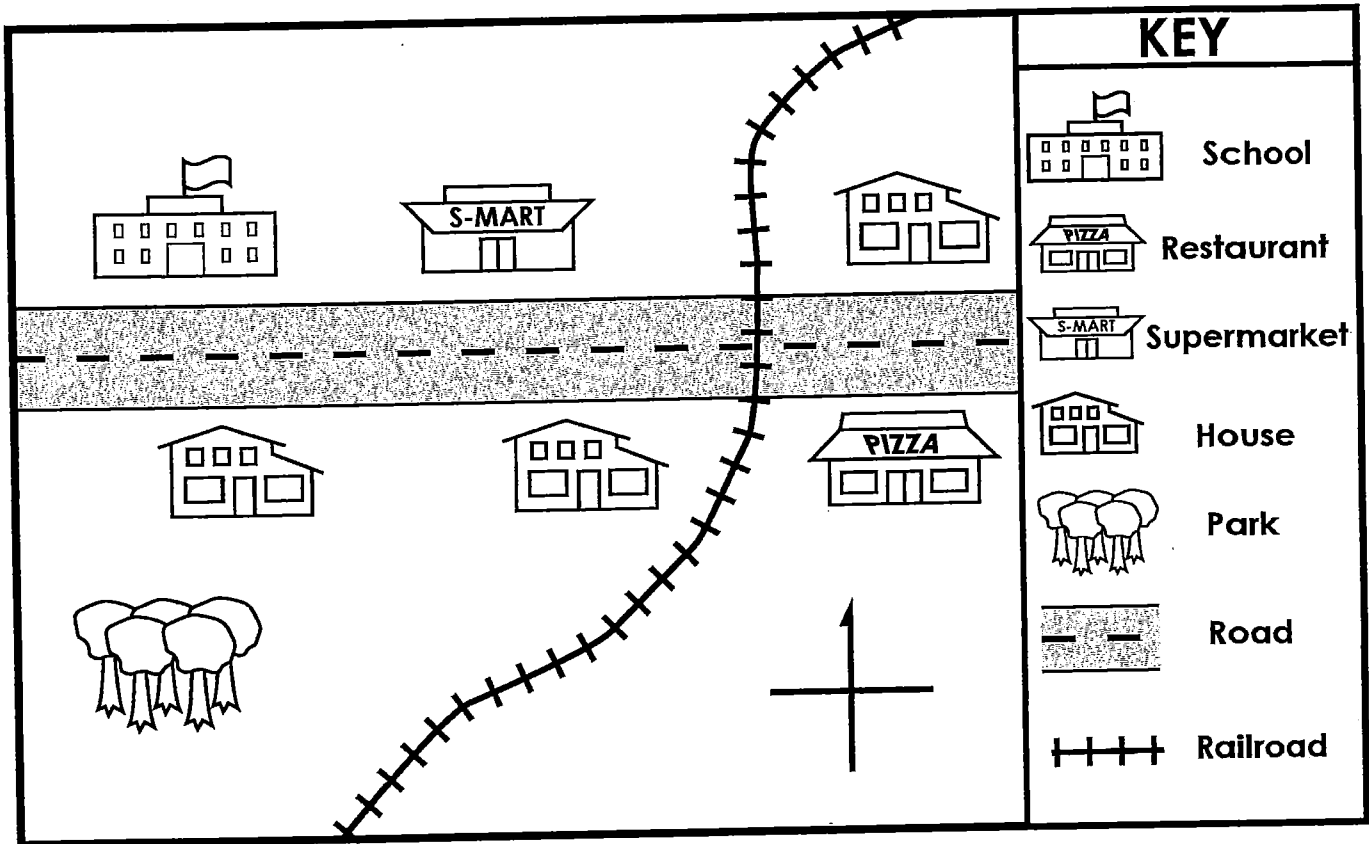 KEY
School
PIZZA
Restaurant
S-MART
Supermarket
House
Park
Road
Railroad
S-MART
PIZZA